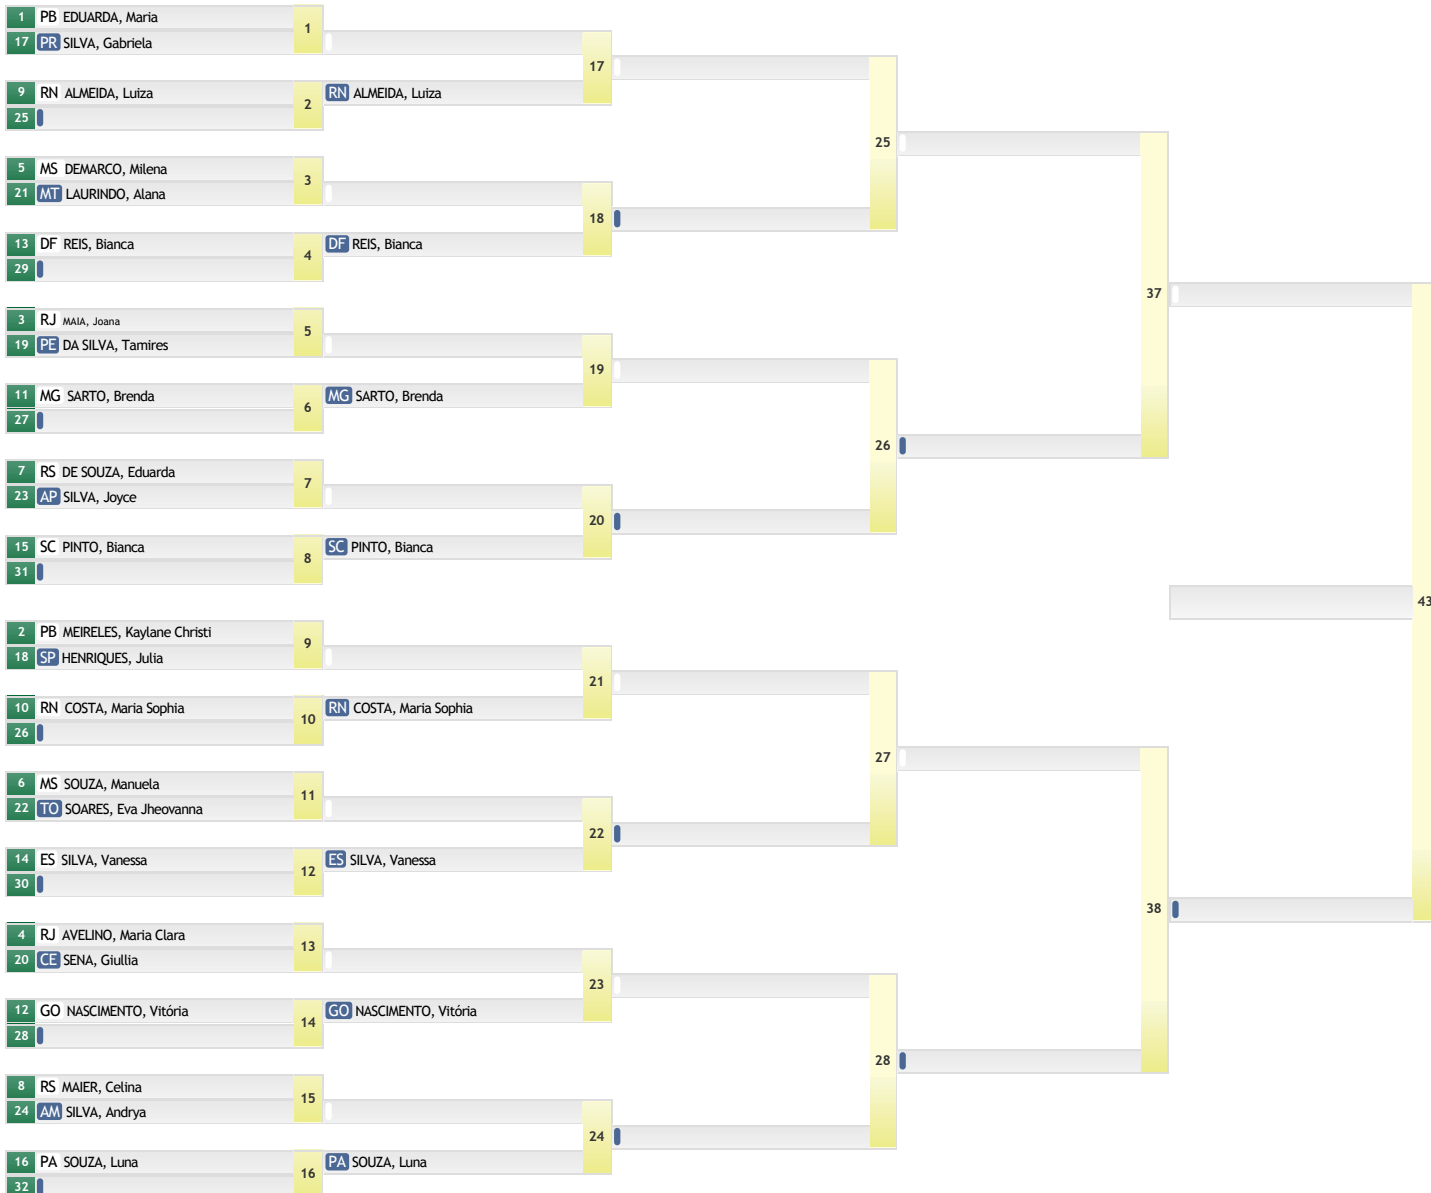 1 PB EDUARDA, Maria
1
17 PR SILVA, Gabriela
17
9 RN ALMEIDA, Luiza
2
RN ALMEIDA, Luiza
25
25
5 MS DEMARCO, Milena
3
21 MT LAURINDO, Alana
18
13 DF REIS, Bianca
4
DF REIS, Bianca
29
37
3 RJ MAIA, Joana
5
19 PE DA SILVA, Tamires
19
11 MG SARTO, Brenda
6
MG SARTO, Brenda
27
26
7 RS DE SOUZA, Eduarda
7
23 AP SILVA, Joyce
20
15 SC PINTO, Bianca
8
SC PINTO, Bianca
31
43
2 PB MEIRELES, Kaylane Christi
9
18 SP HENRIQUES, Julia
21
10 RN COSTA, Maria Sophia
10
RN COSTA, Maria Sophia
26
27
6 MS SOUZA, Manuela
11
22 TO SOARES, Eva Jheovanna
22
14 ES SILVA, Vanessa
12
ES SILVA, Vanessa
30
38
4 RJ AVELINO, Maria Clara
13
20 CE SENA, Giullia
23
12 GO NASCIMENTO, Vitória
14
GO NASCIMENTO, Vitória
28
28
8 RS MAIER, Celina
15
24 AM SILVA, Andrya
24
16 PA SOUZA, Luna
16
PA SOUZA, Luna
32